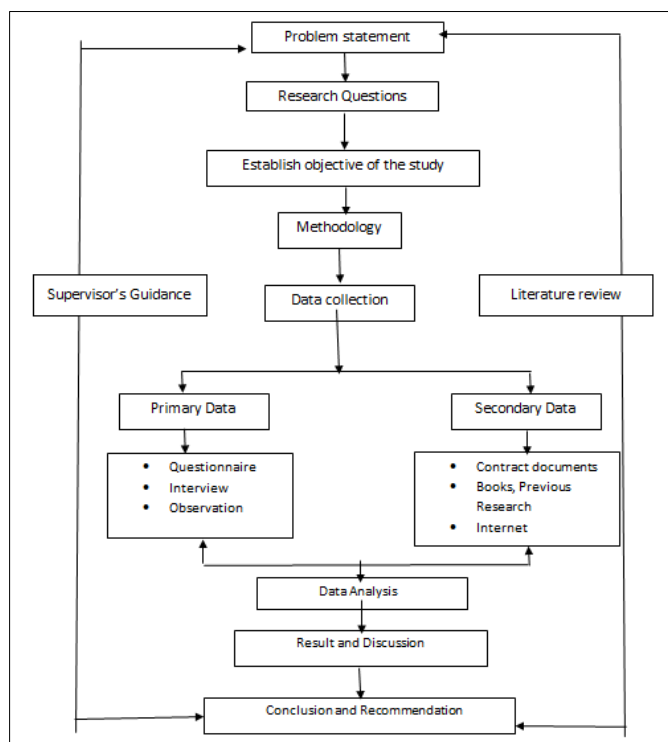 Problem statement
Research Questions
Establish objective of the study
Methodology
Supervisor's Guidance
Data collection
Literature review
Primary Data
Secondary Data
• Questionnaire
• Interview
• Observation
• Contract documents
• Books, Previous
Research
• Internet
Data Analysis
Result and Discussion
Conclusion and Recommendation